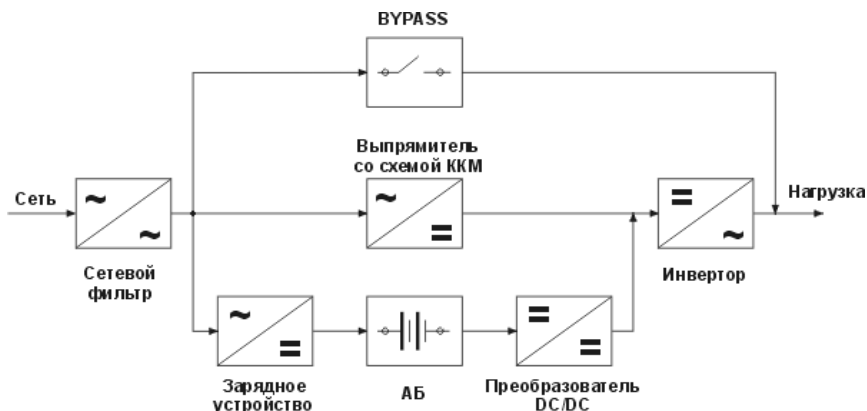 BYPASS
Выпрямитель
со схемой ККМ
Сеть
Нагрузка
Сетевой
фильтр
Инвертор
Зарядное
устройство
АБ
Преобразователь
DC/DC